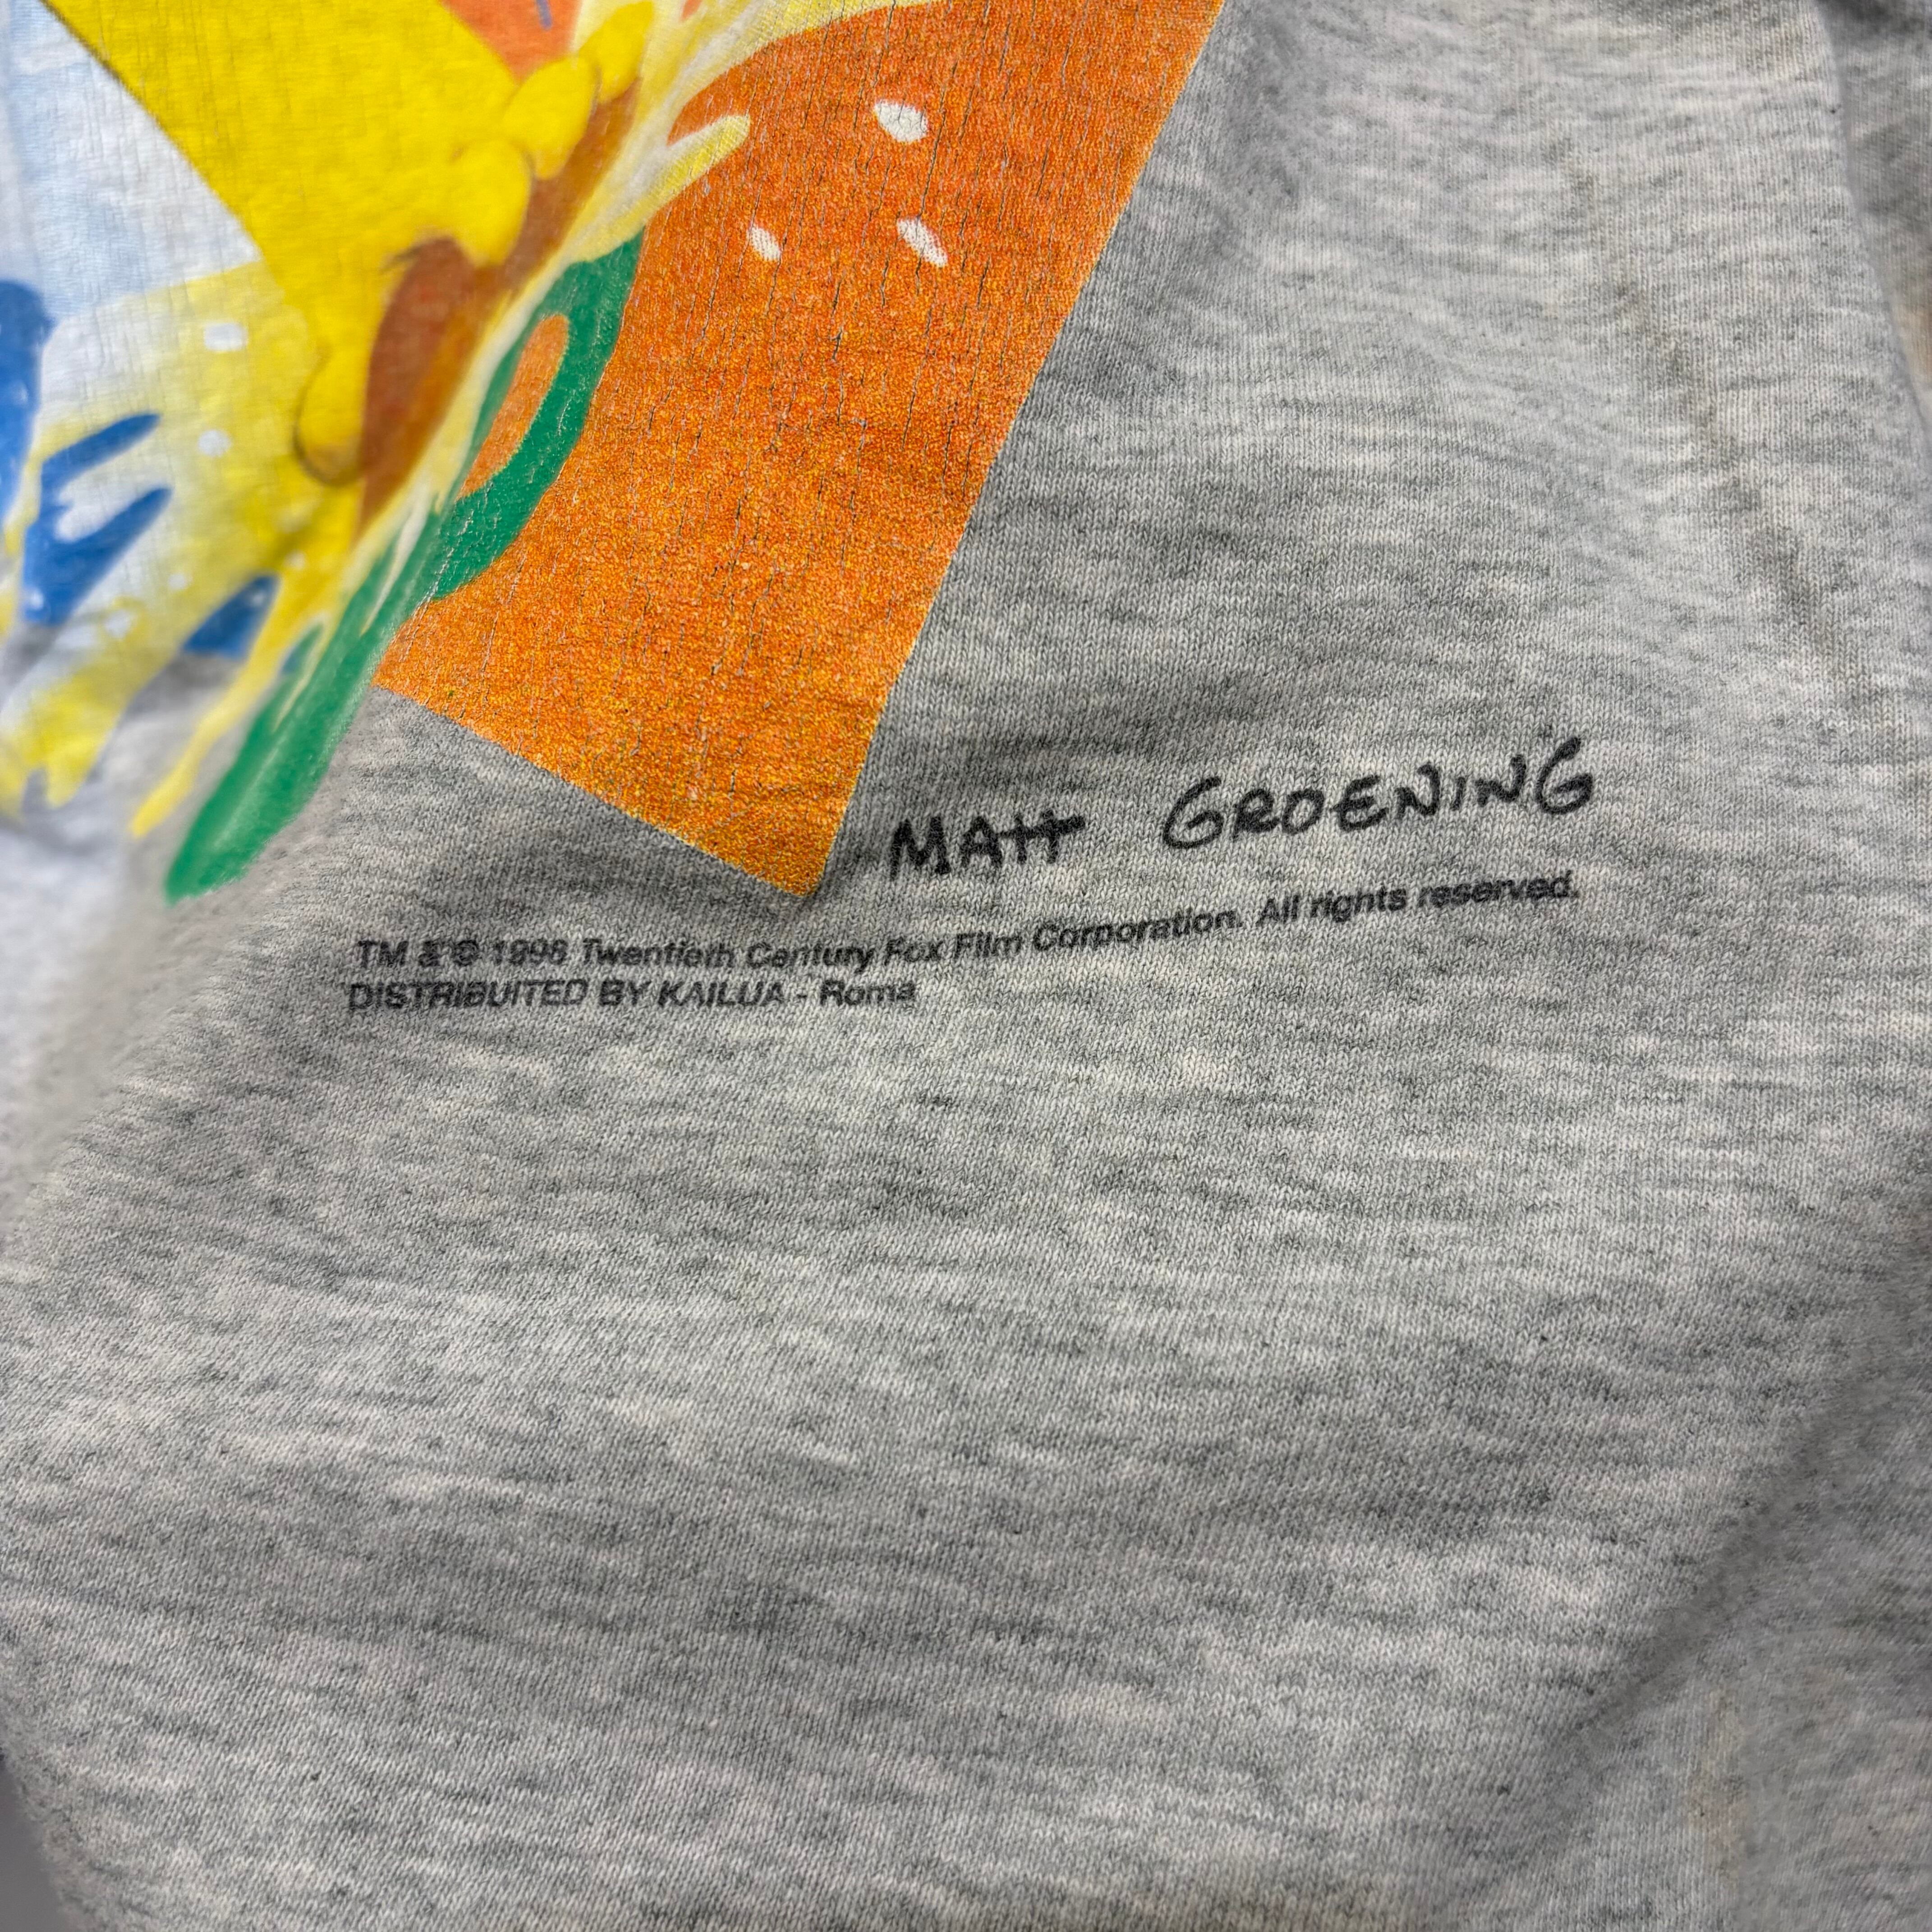 MATT GROENING
TM & © 1998 Twentieth Century Fox Film Corporation. All rights reserved.
DISTRIBUITED BY KAILUA - Roma